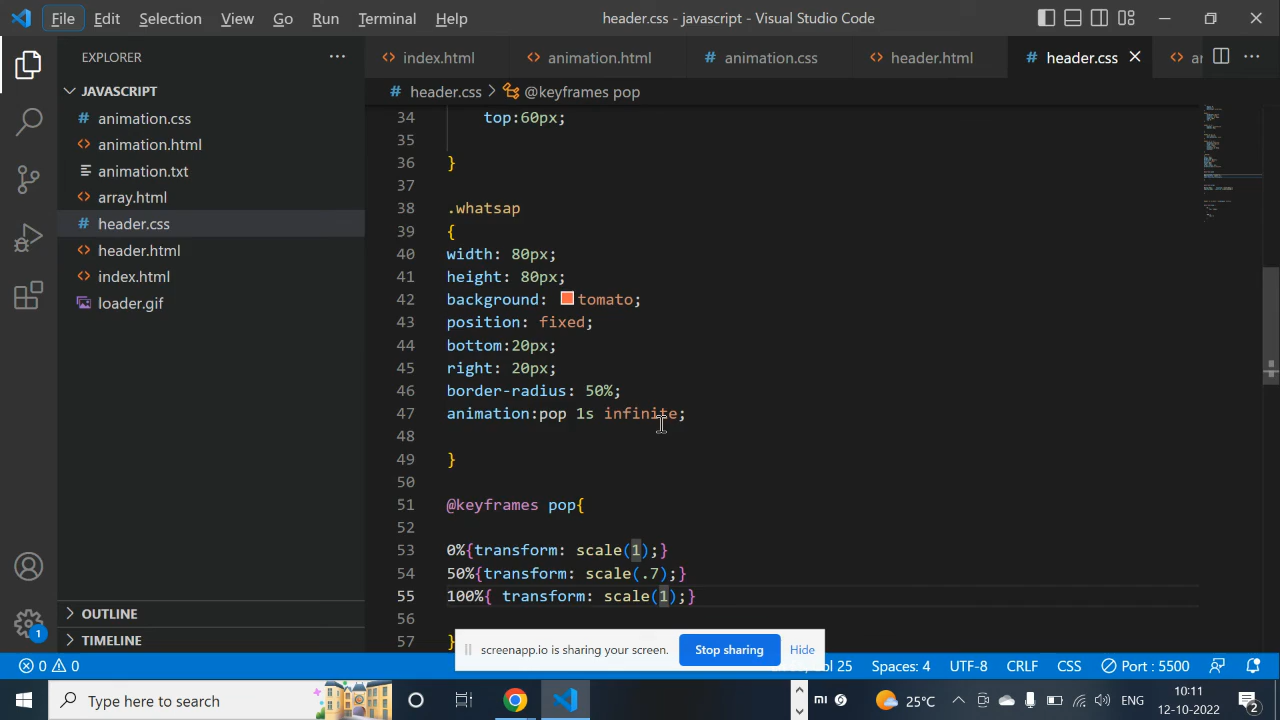 File Edit Selection View Go Run Terminal Help header.css - javascript - Visual Studio Code
EXPLORER
index.html animation.html animation.css header.html header.css
JAVASCRIPT
header.css @keyframes pop
animation.css
animation.html
animation.txt
array.html
header.css
header.html
index.html
loader.gif
34 top:60px;
35
36 }
37
38 .whatsap
39 {
40 width: 80px;
41 height: 80px;
42 background: tomato;
43 position: fixed;
44 bottom:20px;
45 right: 20px;
46 border-radius: 50%;
47 animation:pop 1s infinite;
48
49 }
50
51 @keyframes pop{
52
53 0%{transform: scale(1);}
54 50%{transform: scale(.7);}
55 100%{ transform: scale(1);}
56
57 }
OUTLINE
TIMELINE
1
screenapp.io is sharing your screen. Stop sharing Hide
0 0 Col 25 Spaces: 4 UTF-8 CRLF CSS Port : 5500
Type here to search
25°C ENG 10:11
12-10-2022 2